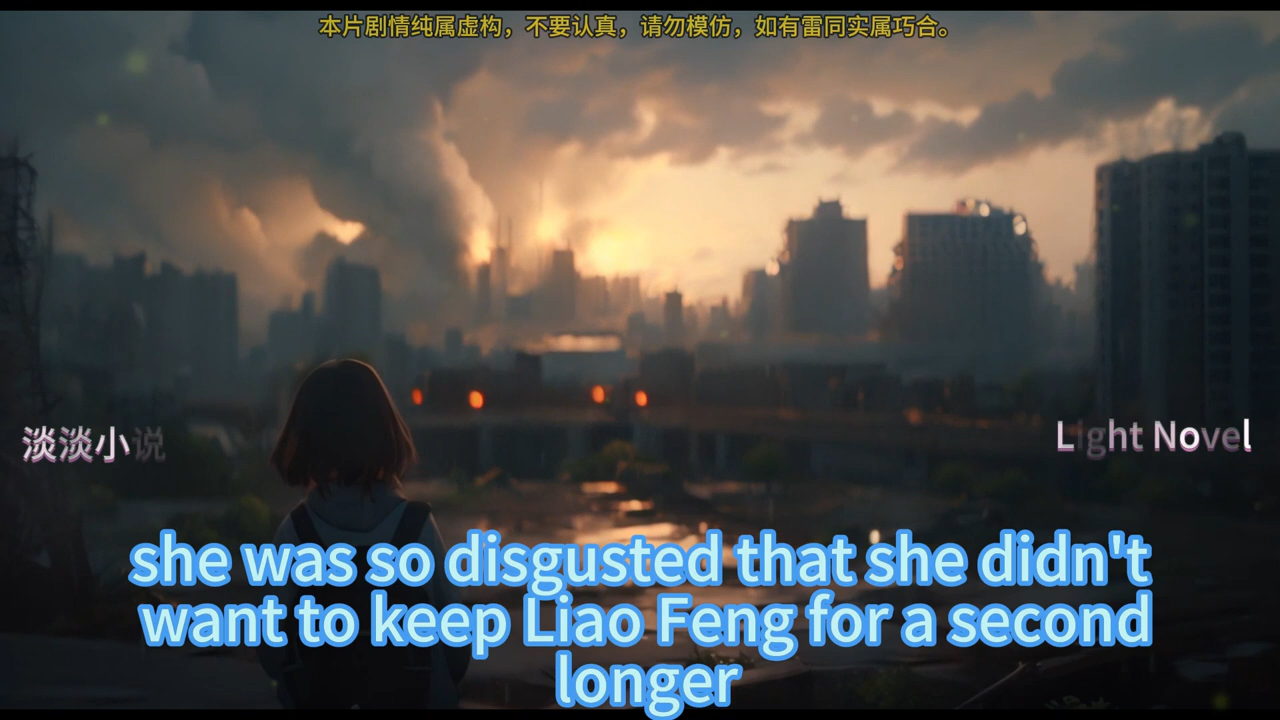 本片剧情纯属虚构，不要认真，请勿模仿，如有雷同实属巧合。
淡淡小说
Light Novel
she was so disgusted that she didn't
want to keep Liao Feng for a second
longer